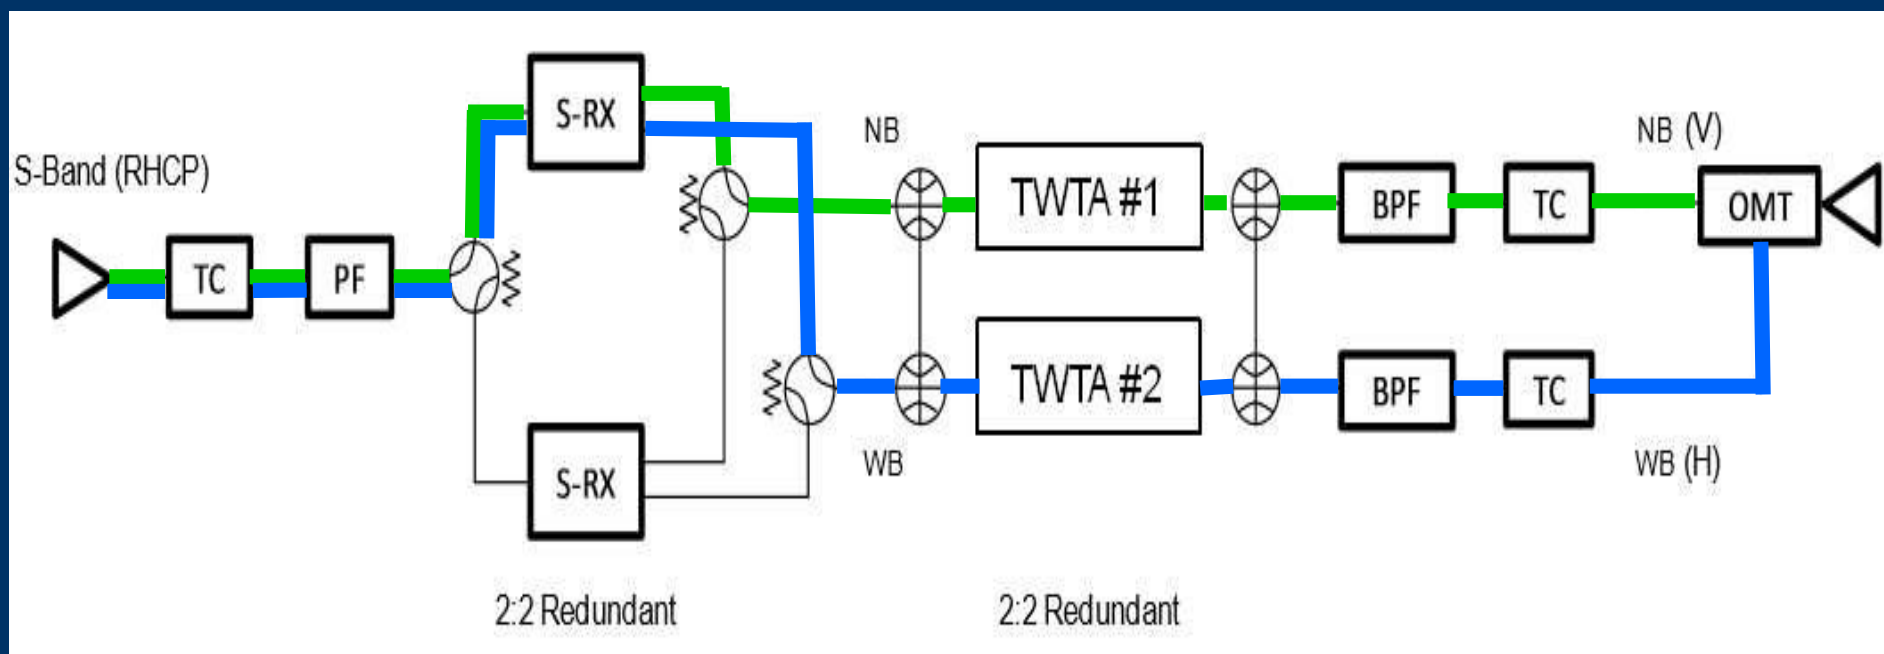 S-Band (RHCP)
TC
PF
S-RX
S-RX
2:2 Redundant
NB
WB
TWTA #1
TWTA #2
2:2 Redundant
BPF
TC
NB (V)
OMT
BPF
TC
WB (H)